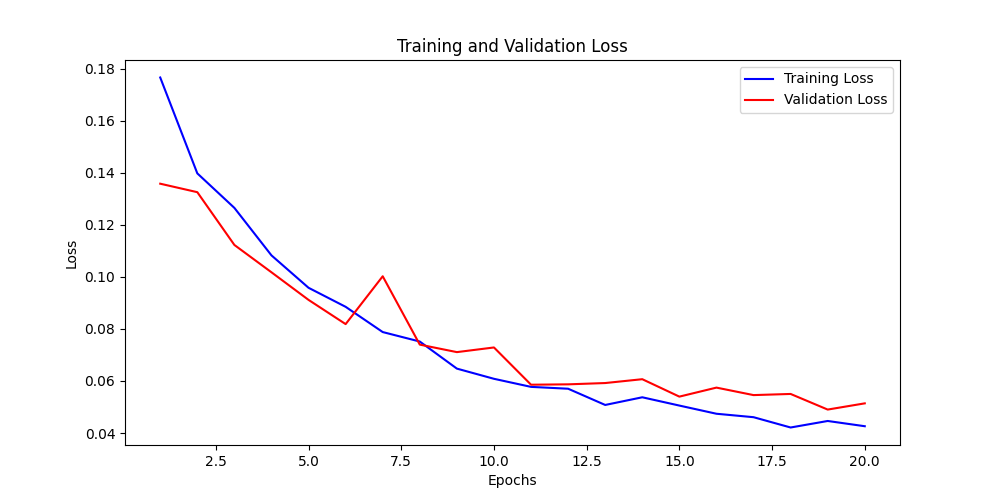 Training and Validation Loss
Training Loss
Validation Loss
0.18
0.16
0.14
0.12
0.10
0.08
0.06
0.04
Loss
2.5 5.0 7.5 10.0 12.5 15.0 17.5 20.0
Epochs